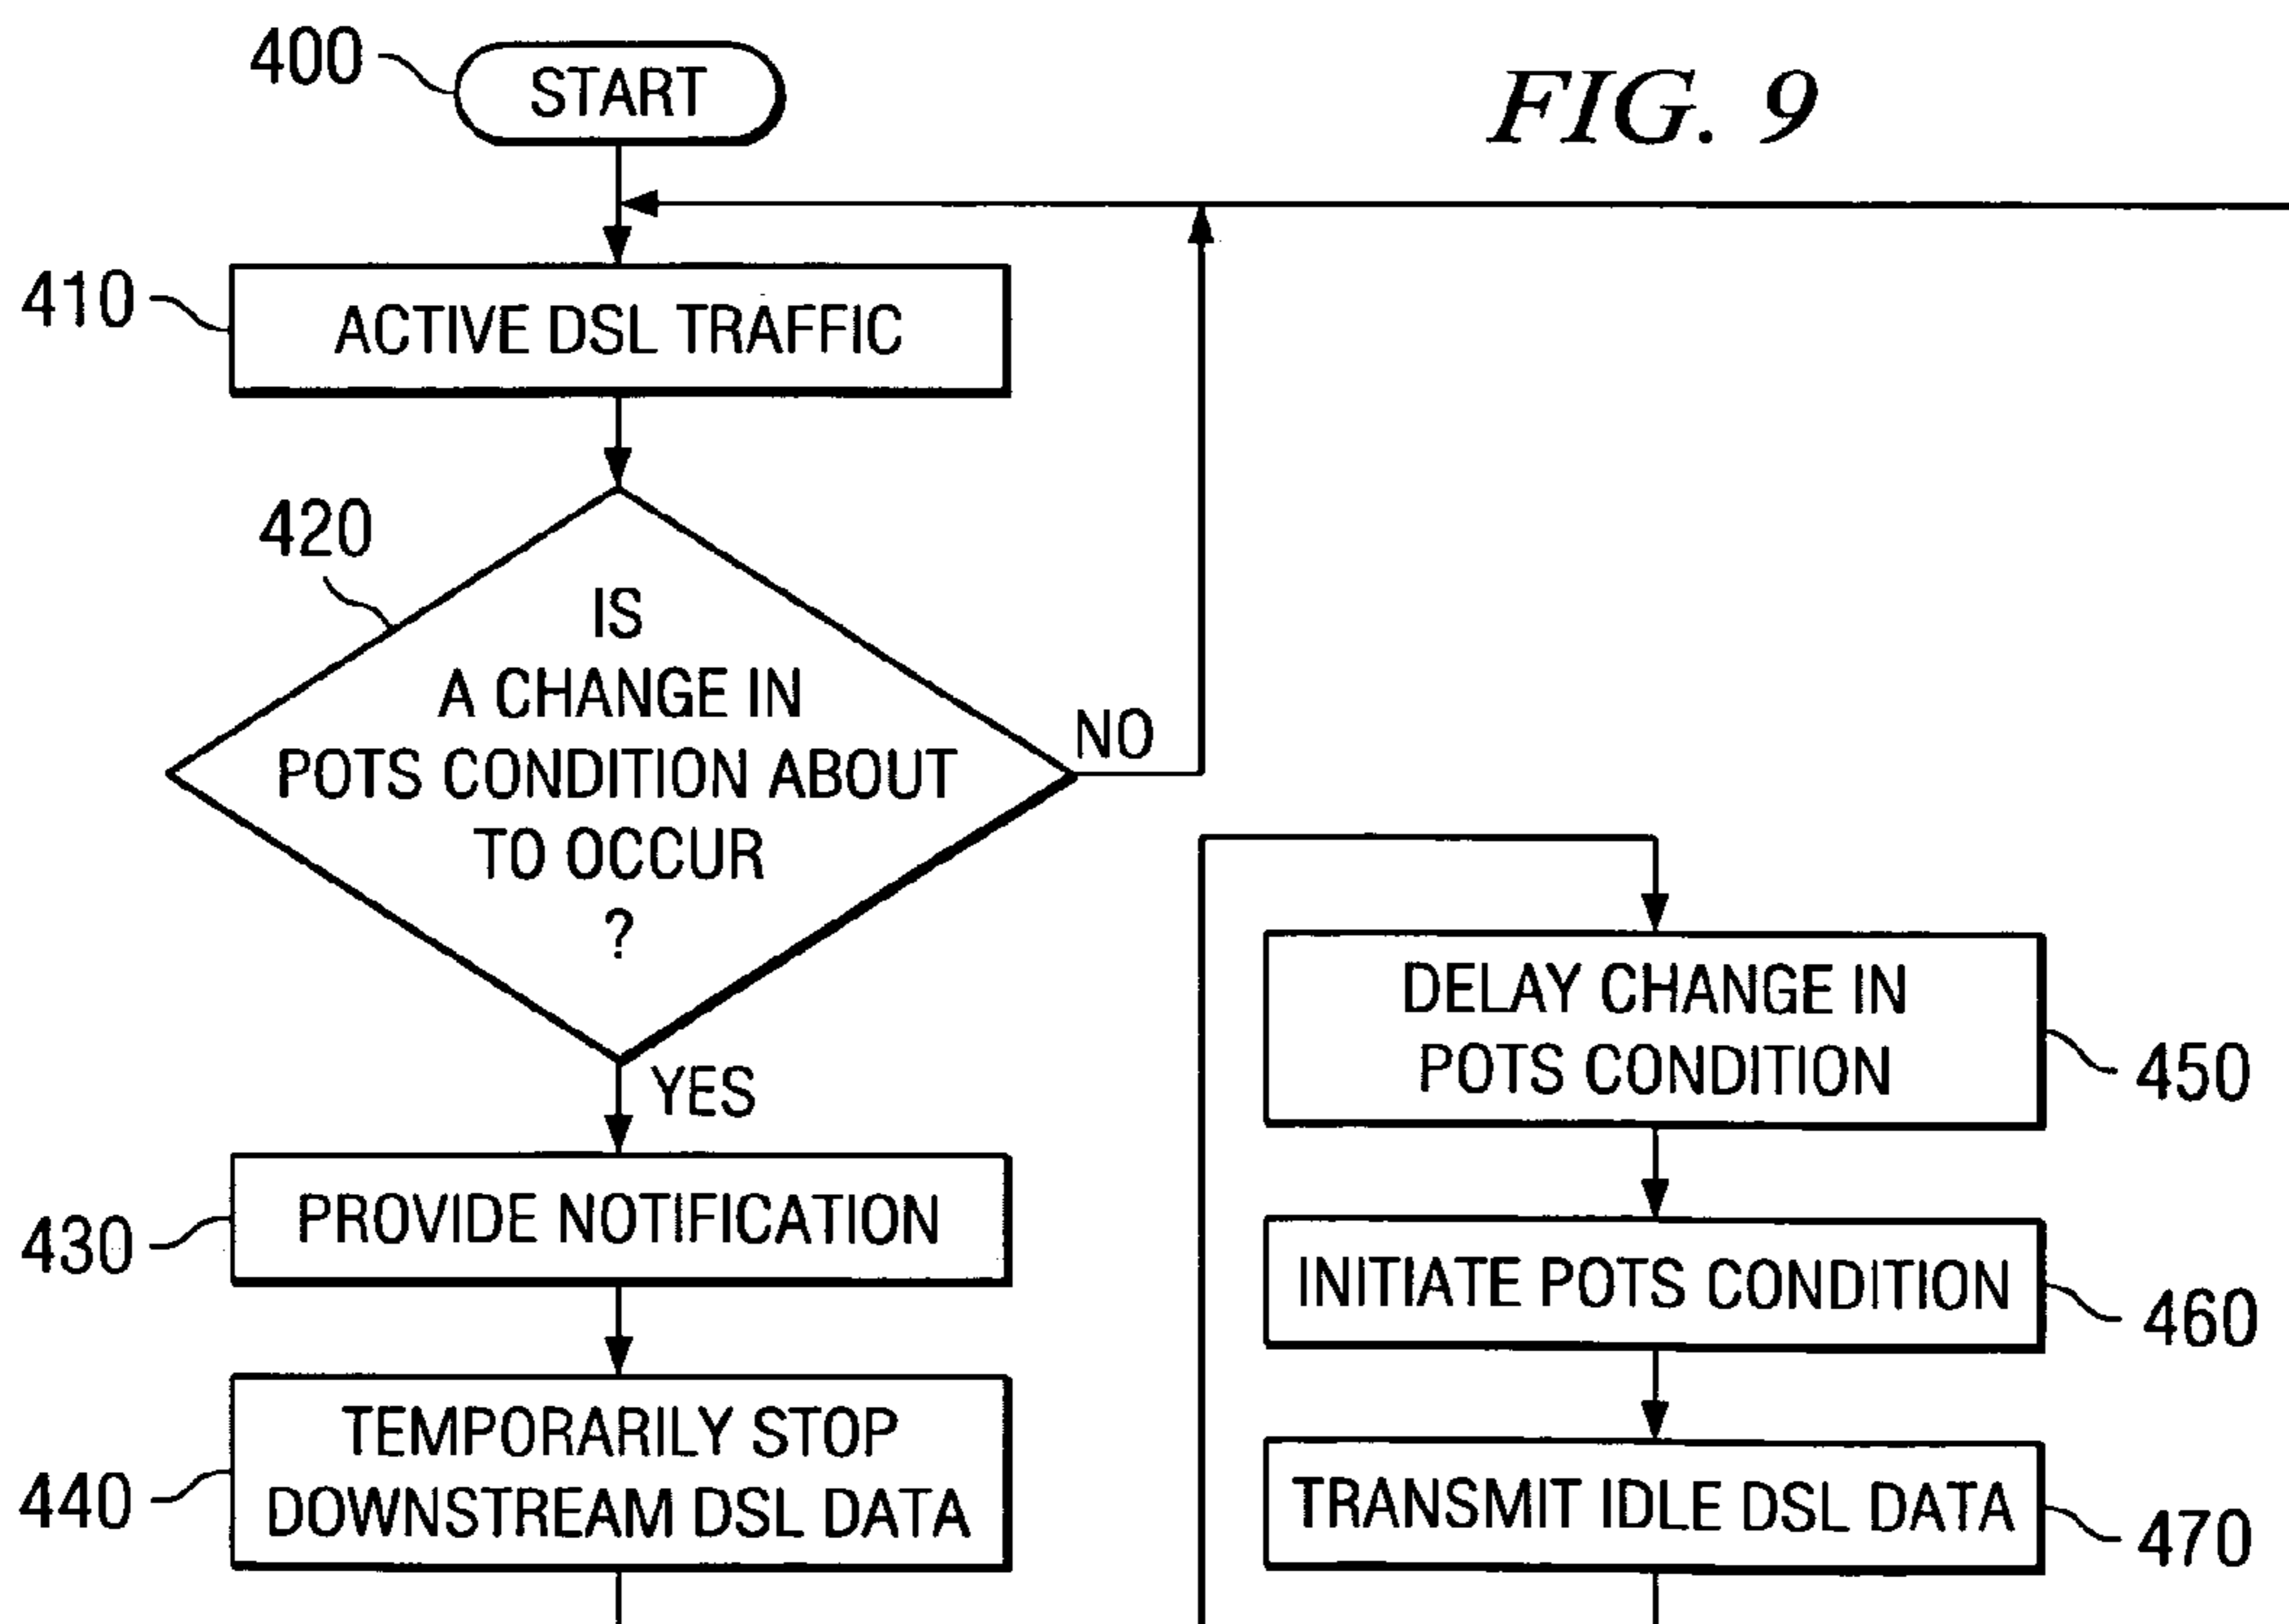 FIG. 9
400
START
410
ACTIVE DSL TRAFFIC
420
IS
A CHANGE IN
POTS CONDITION ABOUT
TO OCCUR
?
NO
YES
430
PROVIDE NOTIFICATION
440
TEMPORARILY STOP
DOWNSTREAM DSL DATA
DELAY CHANGE IN
POTS CONDITION
450
INITIATE POTS CONDITION
460
TRANSMIT IDLE DSL DATA
470